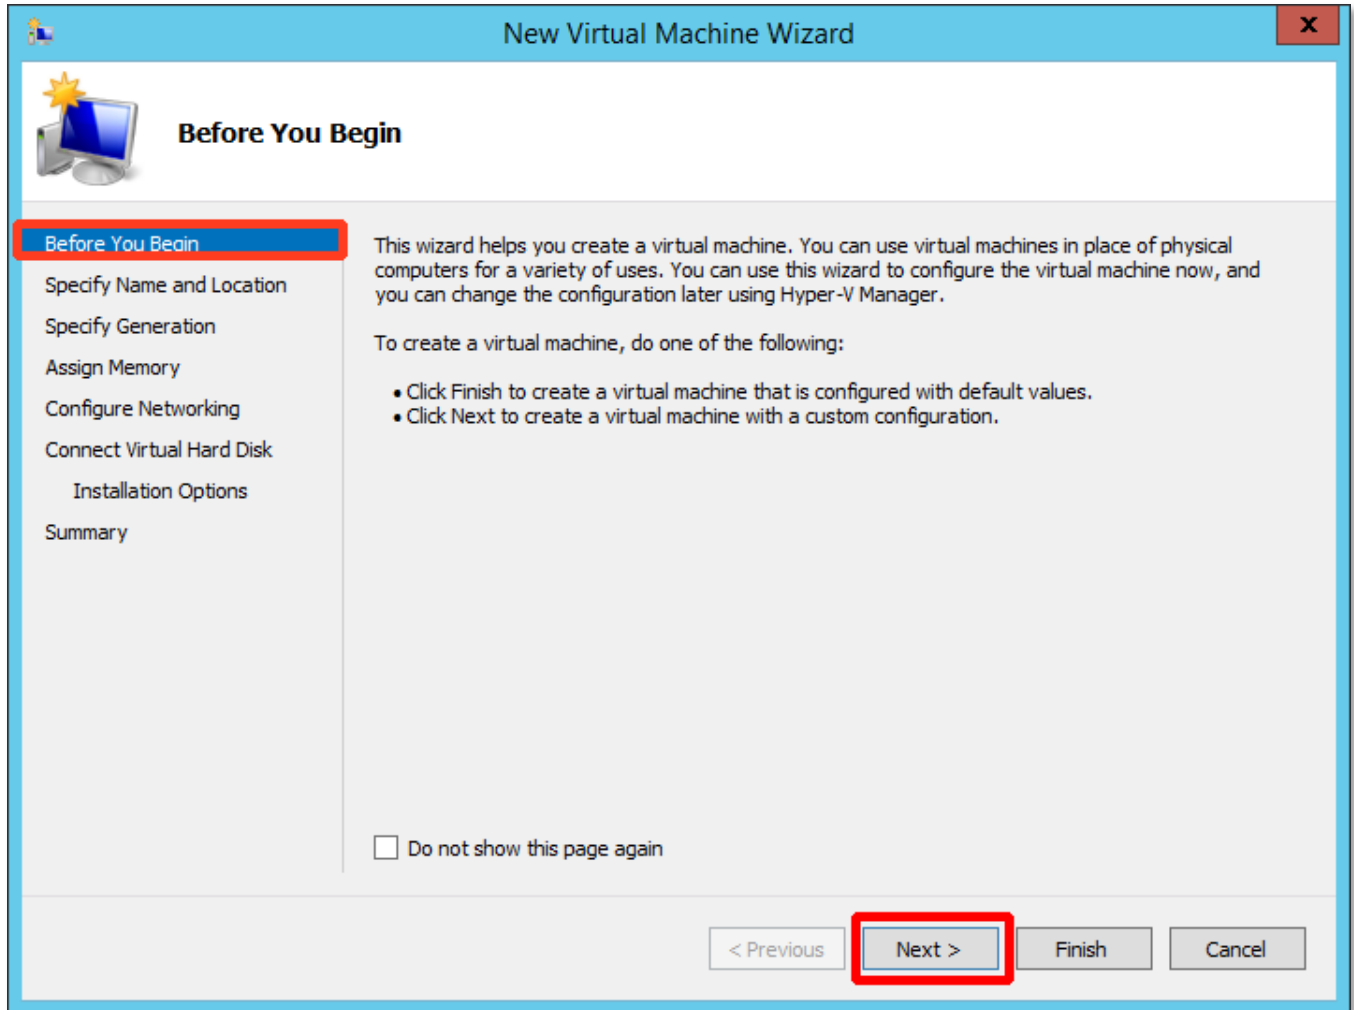 New Virtual Machine Wizard
x
Before You Begin
Before You Begin
Specify Name and Location
Specify Generation
Assign Memory
Configure Networking
Connect Virtual Hard Disk
Installation Options
Summary
This wizard helps you create a virtual machine. You can use virtual machines in place of physical
computers for a variety of uses. You can use this wizard to configure the virtual machine now, and
you can change the configuration later using Hyper-V Manager.
To create a virtual machine, do one of the following:
• Click Finish to create a virtual machine that is configured with default values.
• Click Next to create a virtual machine with a custom configuration.
Do not show this page again
< Previous
Next >
Finish
Cancel